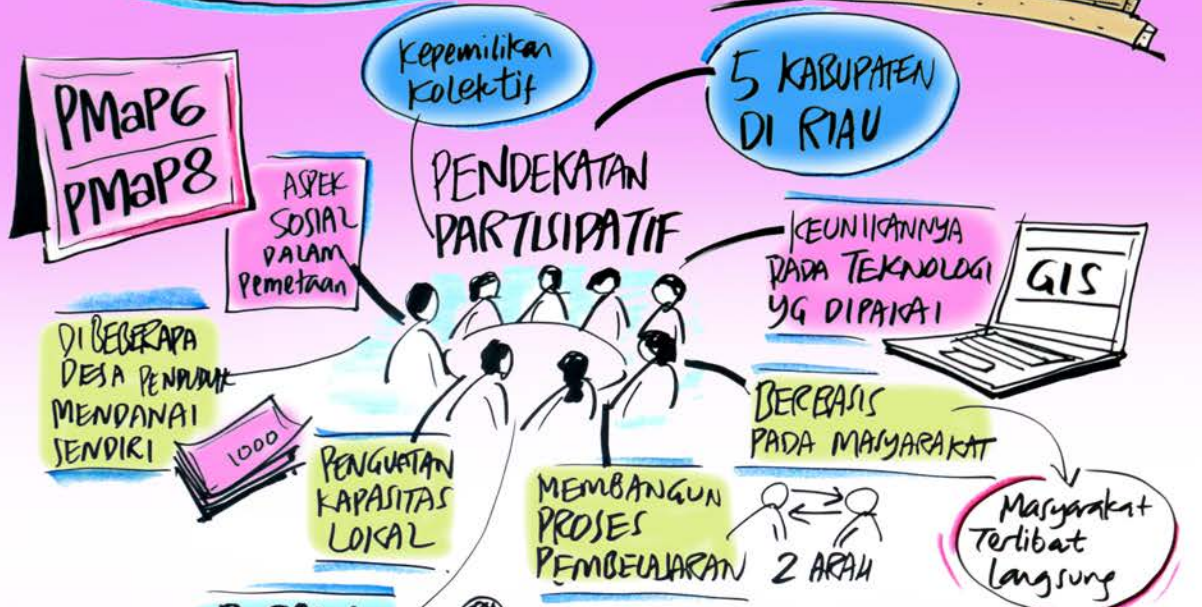 PMaP6
PMaP8
Kepemilikan
Kolektif
5 KABUPATEN
DI RIAU
PENDEKATAN
PARTISIPATIF
ASPEK
SOSIAL
DALAM
Pemetaan
KEUNIKANNYA
PADA TEKNOLOGI
YG DIPAKAI
GIS
DI BEBERAPA
DESA PENDUDUK
MENDANAI
SENDIRI
1000
PENGUATAN
KAPASITAS
LOKAL
MEMBANGUN
PROSES
PEMBELAJARAN
2 ARAH
BERBASIS
PADA MASYARAKAT
Masyarakat
Terlibat
Langsung